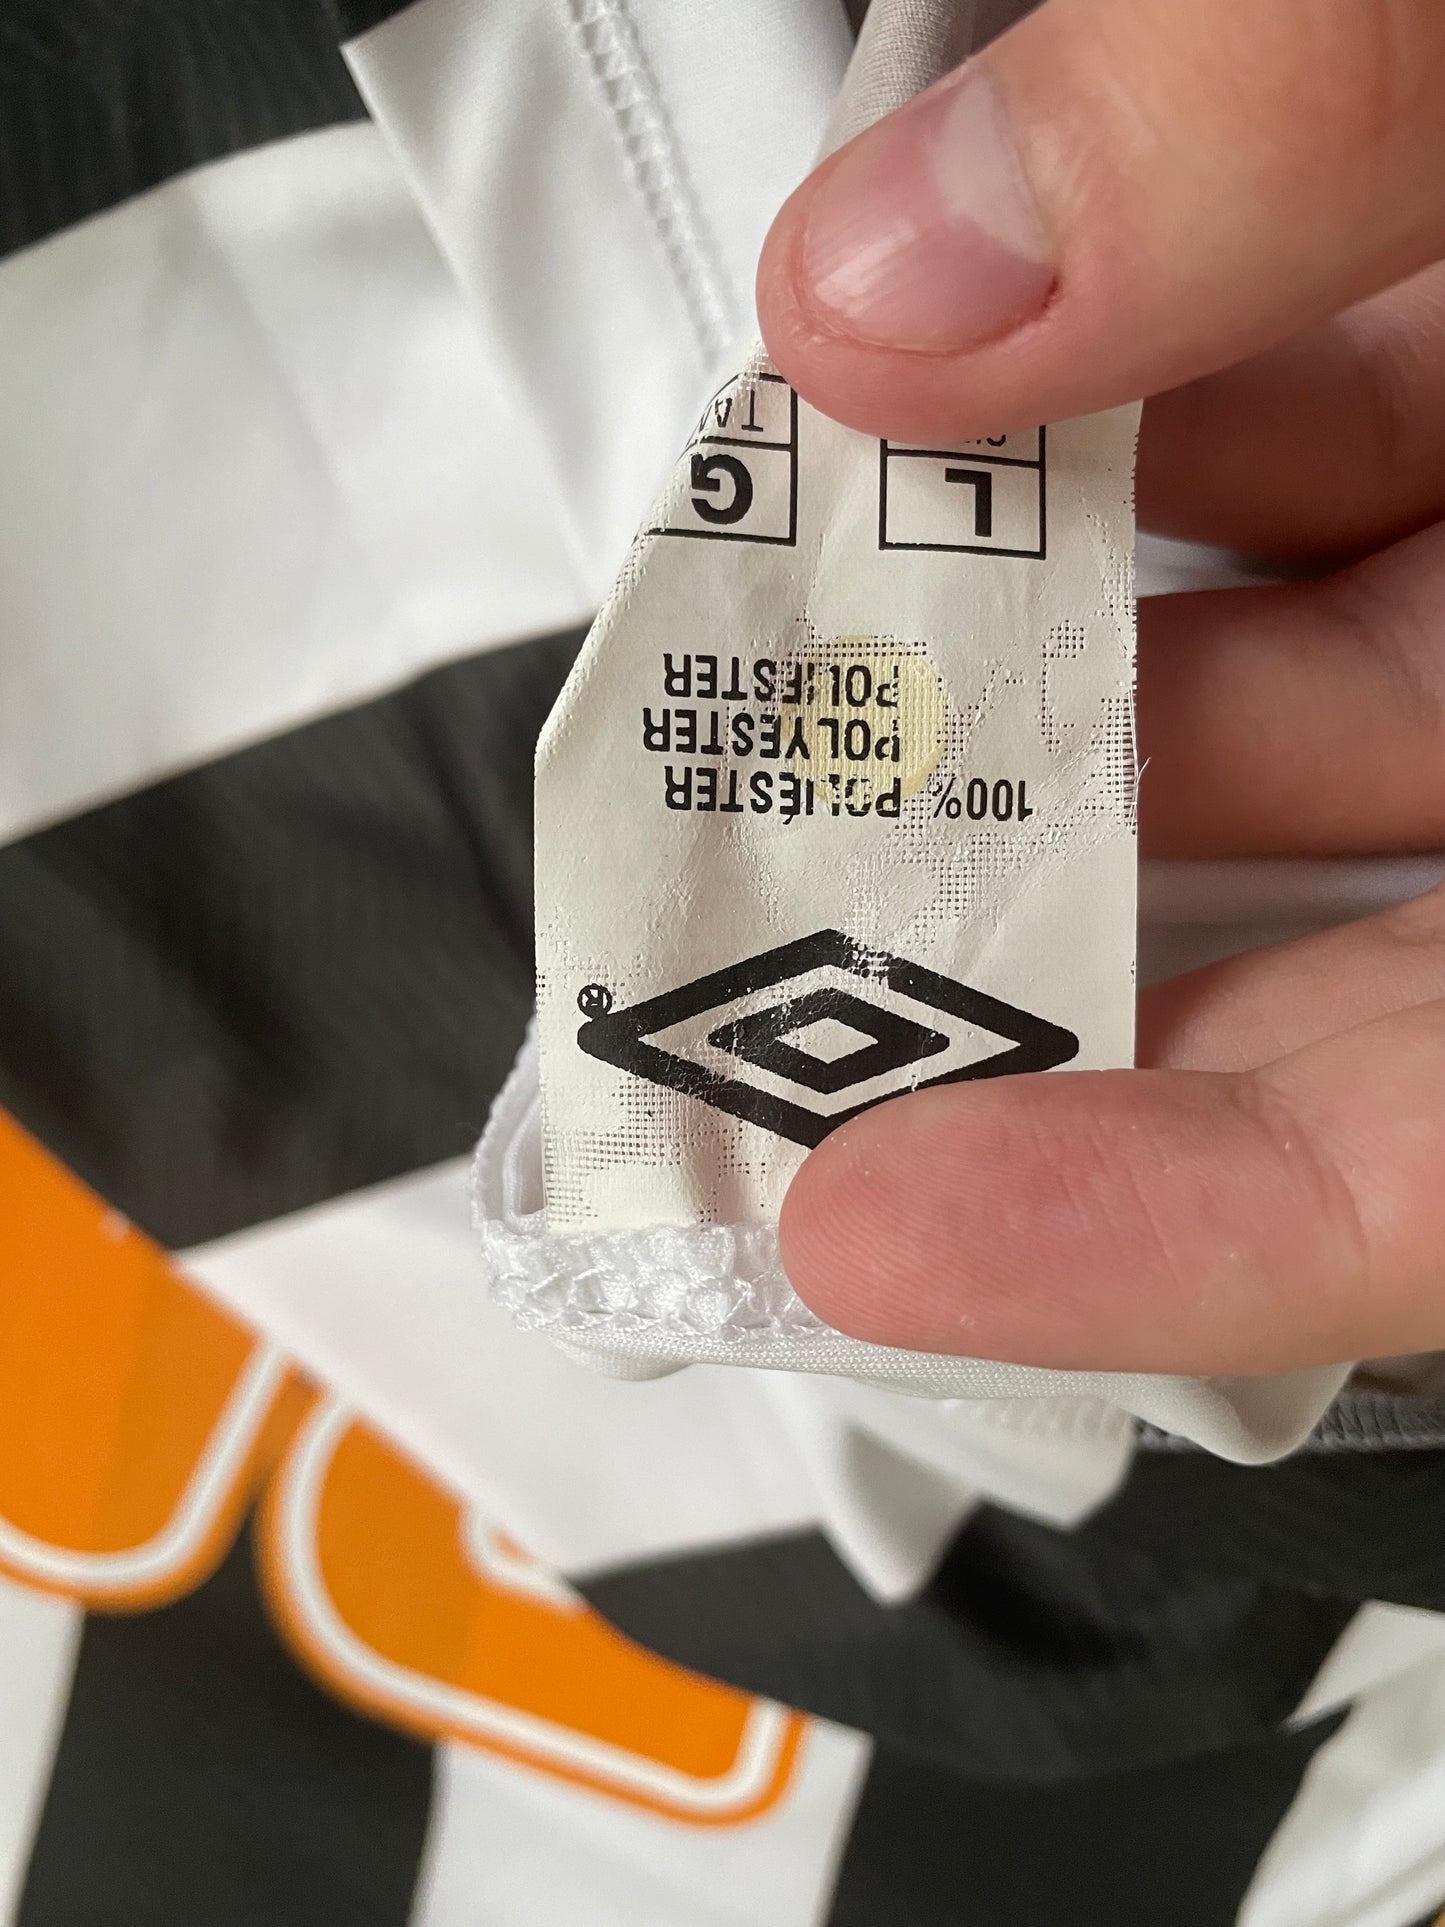 ®
100% POLIÉSTER
POLYESTER
POLIESTER
L
G